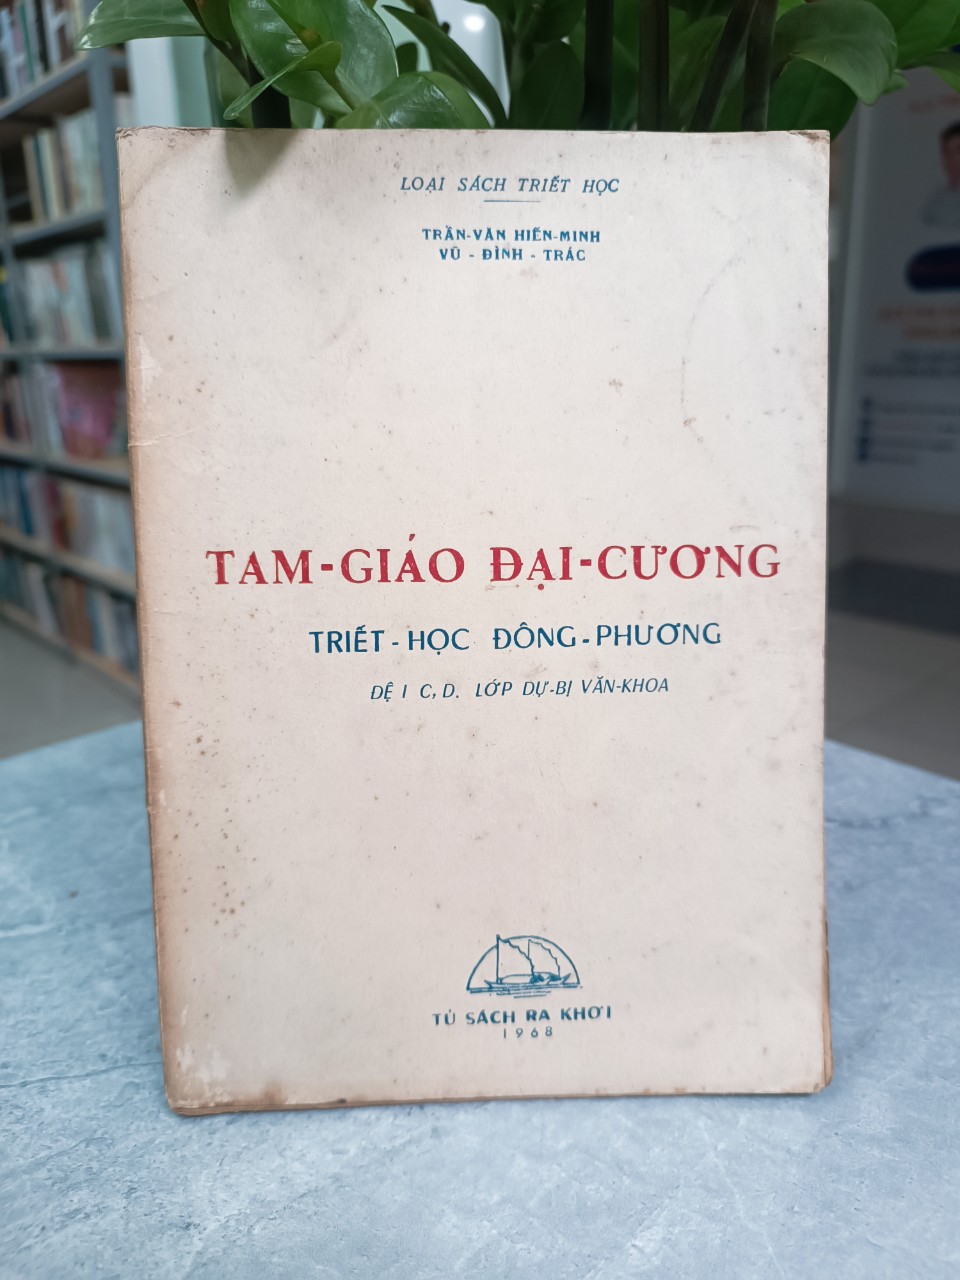 LOẠI SÁCH TRIẾT HỌC
TRẦN-VĂN HIẾN-MINH
VŨ - ĐÌNH - TRÁC
TAM-GIÁO ĐẠI-CƯƠNG
TRIẾT-HỌC ĐÔNG-PHƯƠNG
ĐỆ I C, D. LỚP DỰ-BỊ VĂN-KHOA
TỦ SÁCH RA KHƠI
1968